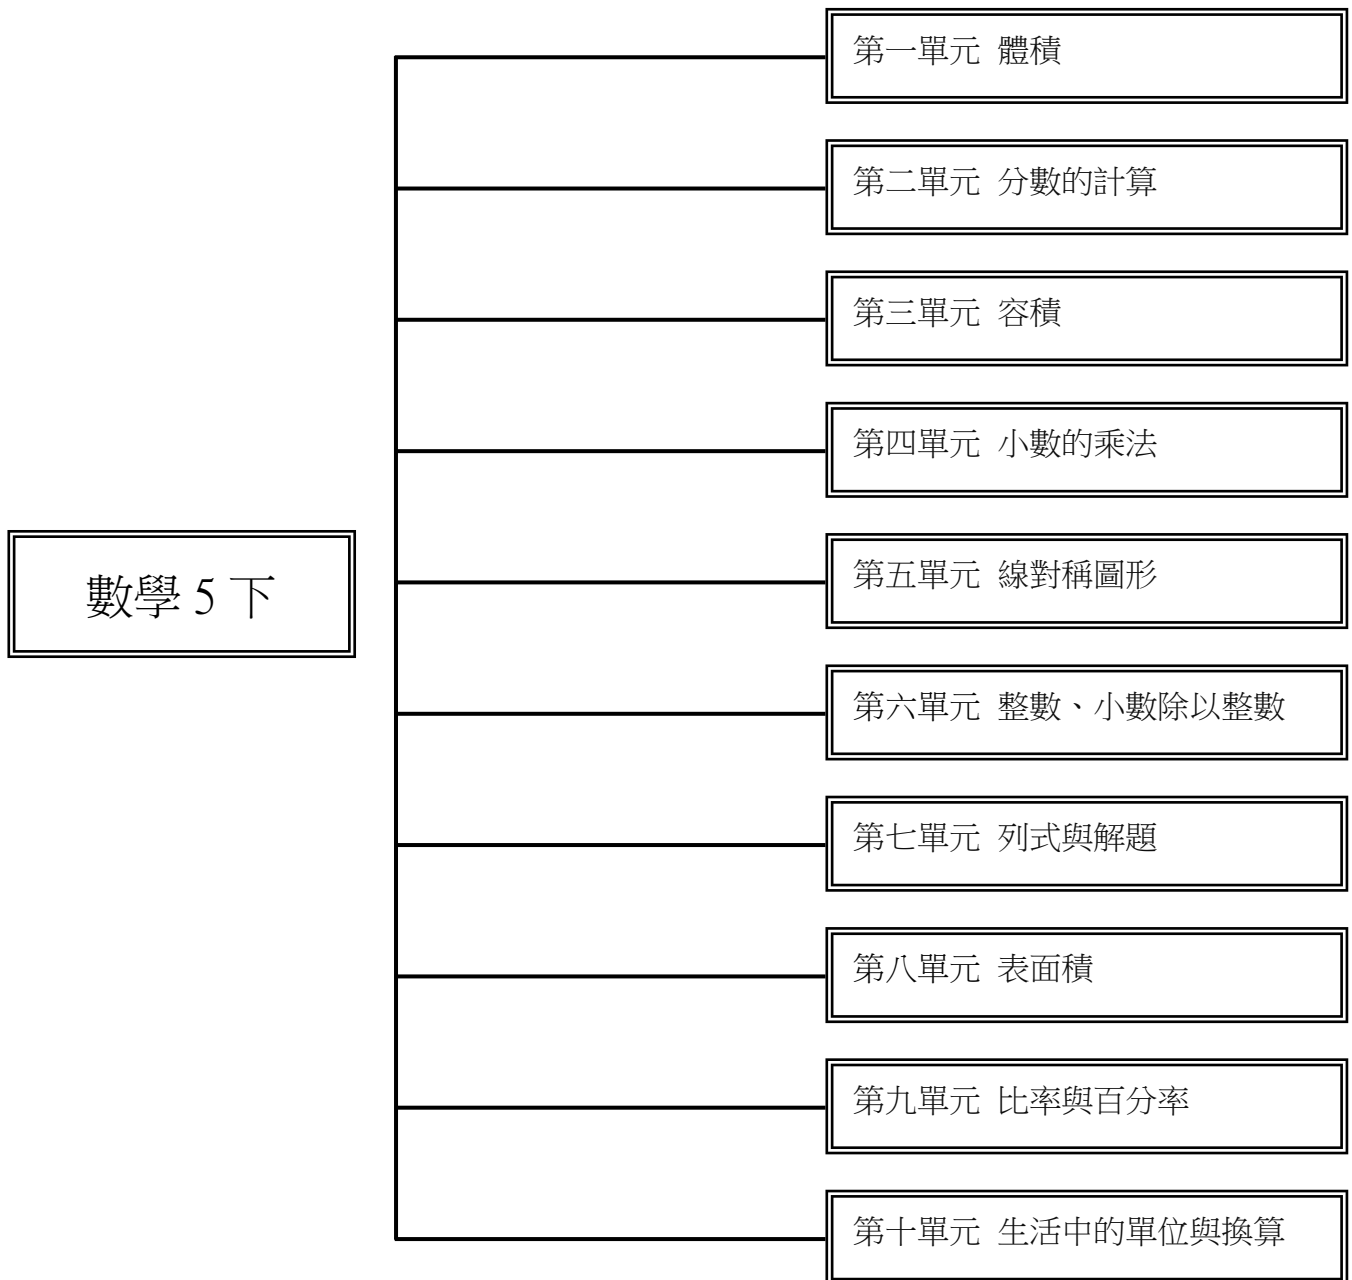 第一單元 體積
第二單元 分數的計算
第三單元 容積
第四單元 小數的乘法
第五單元 線對稱圖形
數學 5 下
第六單元 整數、小數除以整數
第七單元 列式與解題
第八單元 表面積
第九單元 比率與百分率
第十單元 生活中的單位與換算